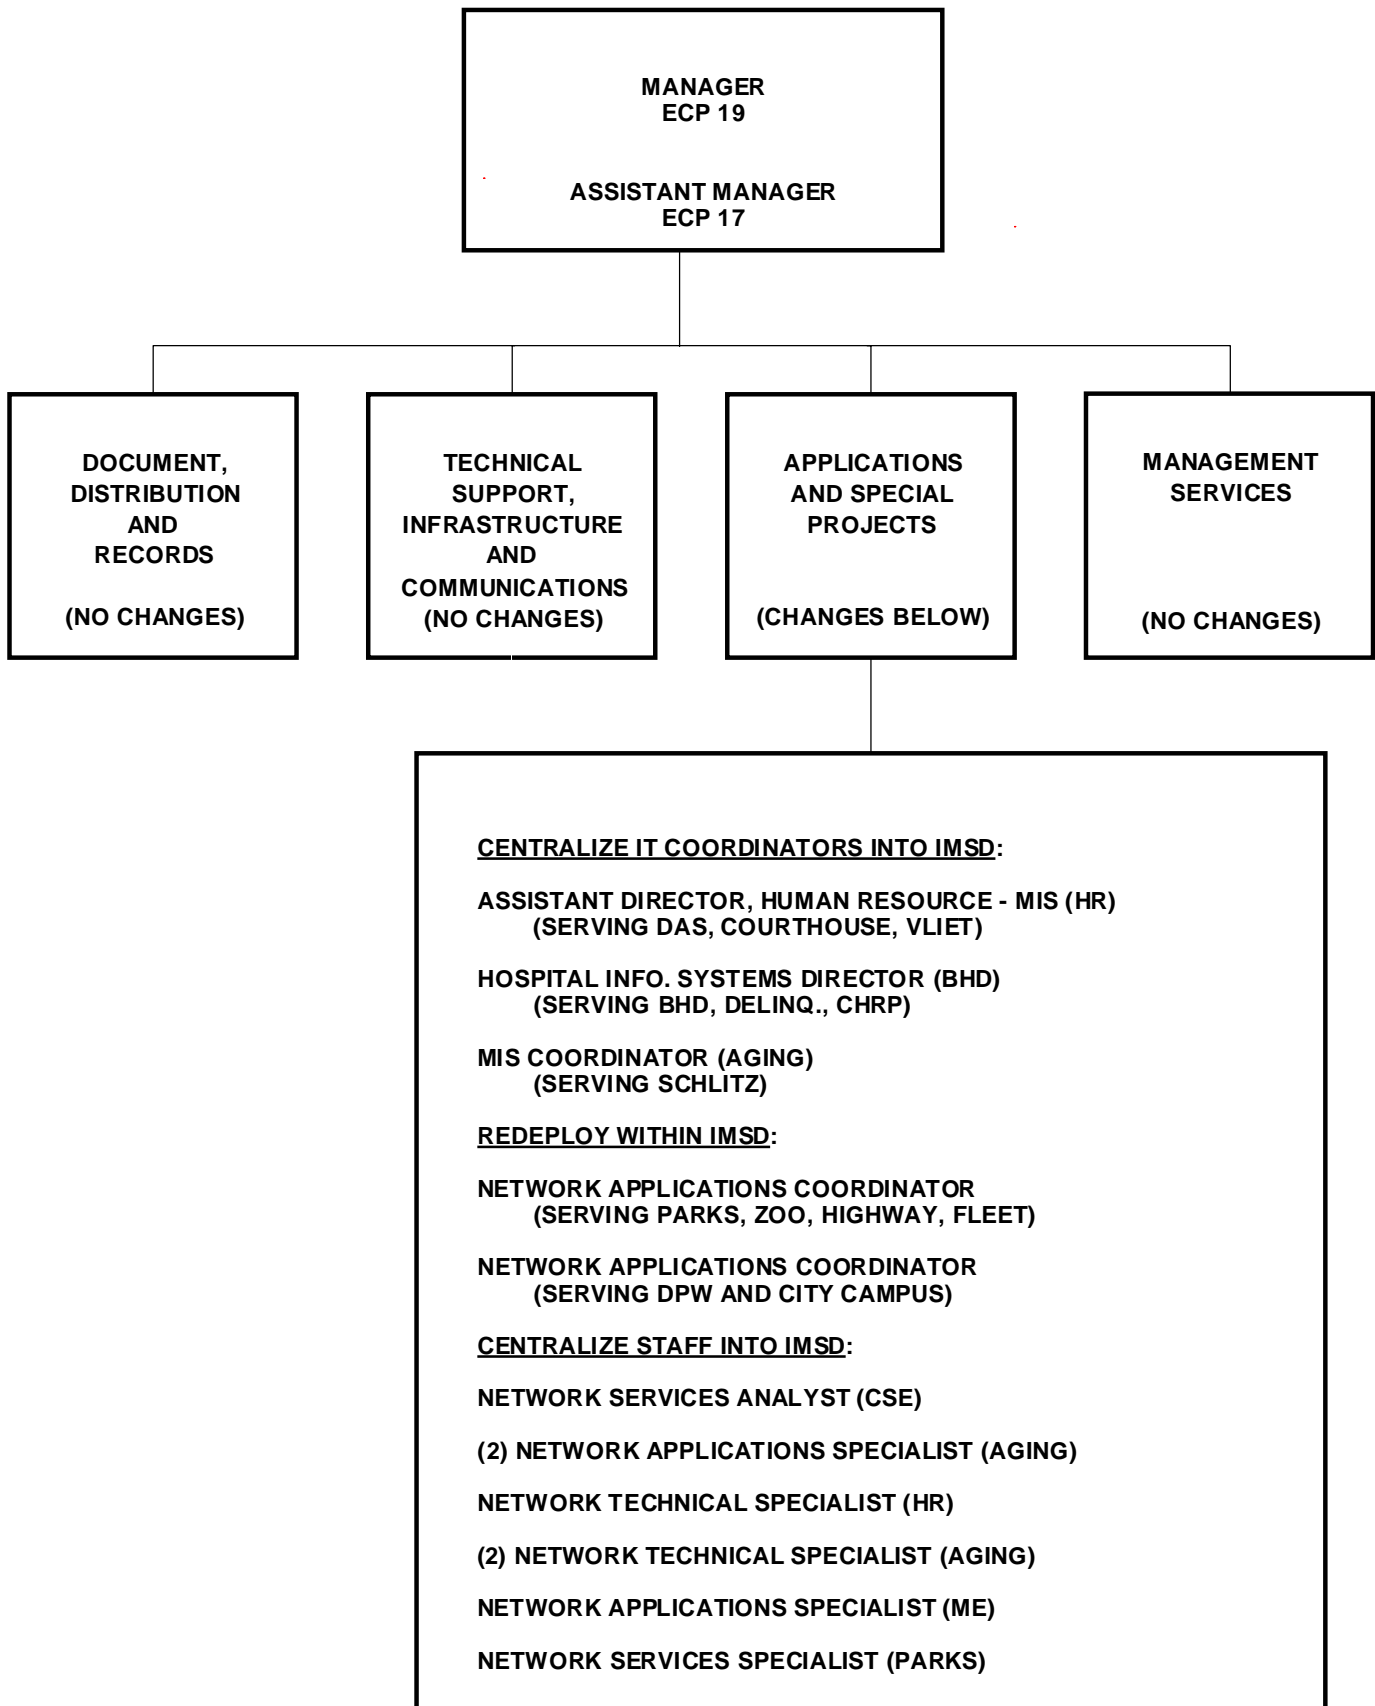 MANAGER
ECP 19
ASSISTANT MANAGER
ECP 17
DOCUMENT,
DISTRIBUTION
AND
RECORDS
(NO CHANGES)
TECHNICAL
SUPPORT,
INFRASTRUCTURE
AND
COMMUNICATIONS
(NO CHANGES)
APPLICATIONS
AND SPECIAL
PROJECTS
(CHANGES BELOW)
MANAGEMENT
SERVICES
(NO CHANGES)
CENTRALIZE IT COORDINATORS INTO IMSD:
ASSISTANT DIRECTOR, HUMAN RESOURCE - MIS (HR)
(SERVING DAS, COURTHOUSE, VLIET)
HOSPITAL INFO. SYSTEMS DIRECTOR (BHD)
(SERVING BHD, DELINQ., CHRP)
MIS COORDINATOR (AGING)
(SERVING SCHLITZ)
REDEPLOY WITHIN IMSD:
NETWORK APPLICATIONS COORDINATOR
(SERVING PARKS, ZOO, HIGHWAY, FLEET)
NETWORK APPLICATIONS COORDINATOR
(SERVING DPW AND CITY CAMPUS)
CENTRALIZE STAFF INTO IMSD:
NETWORK SERVICES ANALYST (CSE)
(2) NETWORK APPLICATIONS SPECIALIST (AGING)
NETWORK TECHNICAL SPECIALIST (HR)
(2) NETWORK TECHNICAL SPECIALIST (AGING)
NETWORK APPLICATIONS SPECIALIST (ME)
NETWORK SERVICES SPECIALIST (PARKS)